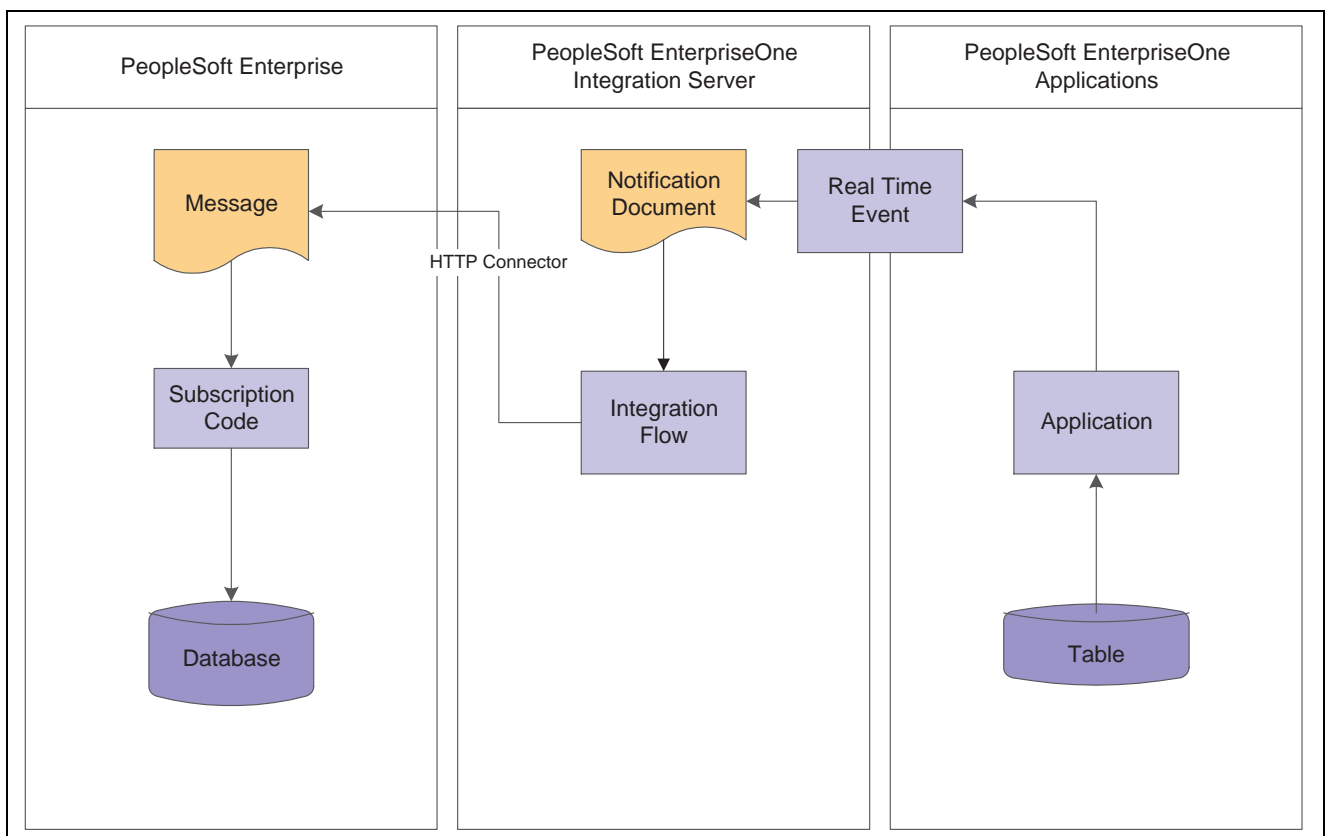 PeopleSoft Enterprise
PeopleSoft EnterpriseOne
Integration Server
PeopleSoft EnterpriseOne
Applications
Message
Notification
Document
Real Time
Event
HTTP Connector
Subscription
Code
Integration
Flow
Application
Database
Table